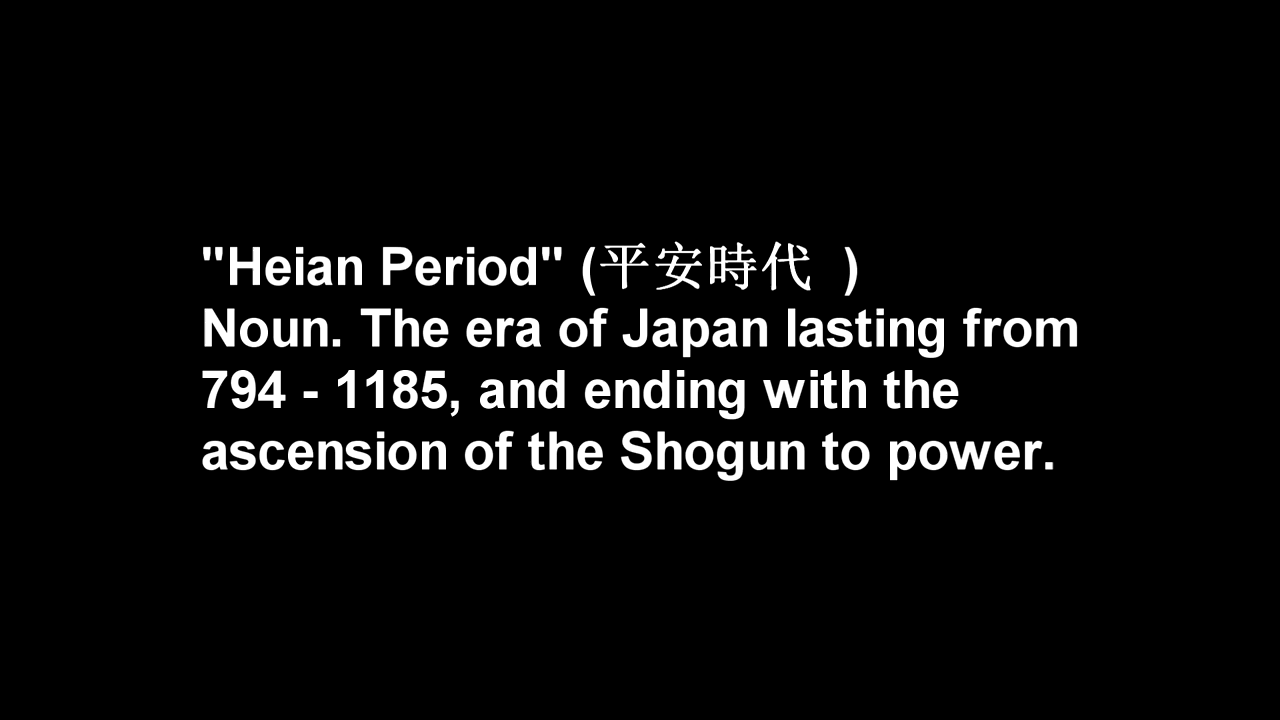 "Heian Period" (平安時代 )
Noun. The era of Japan lasting from
794 - 1185, and ending with the
ascension of the Shogun to power.